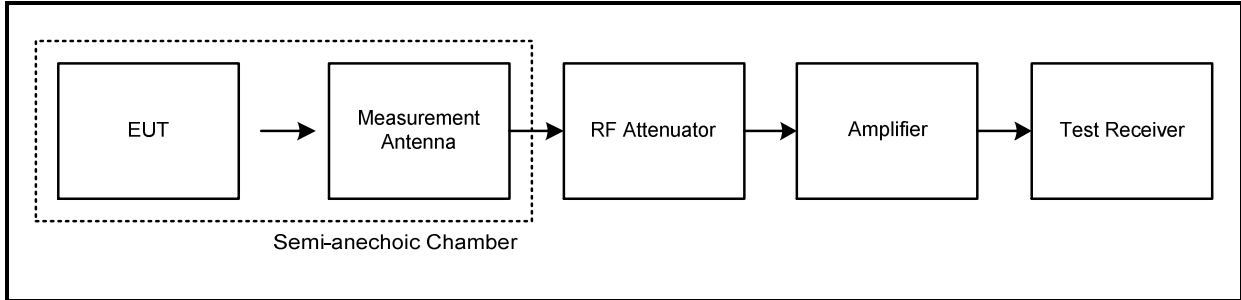 EUT
Measurement
Antenna
RF Attenuator
Amplifier
Test Receiver
Semi-anechoic Chamber